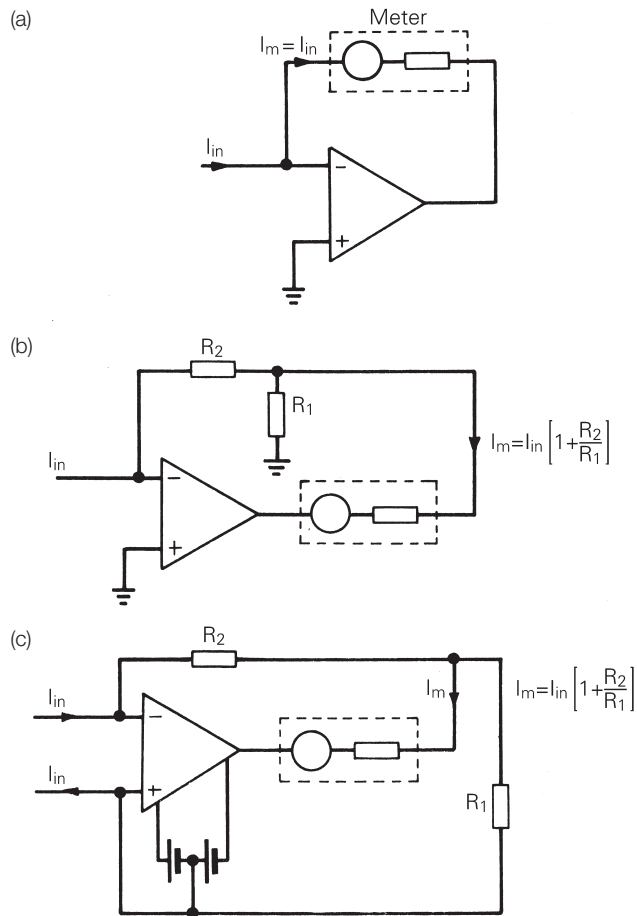 (a)
Meter
Im = Iin
Iin
−
+
(b)
R2
R1
Iin
Im=Iin [1+R2/R1]
−
+
(c)
R2
Iin
Im
Im=Iin [1+R2/R1]
−
Iin
+
R1